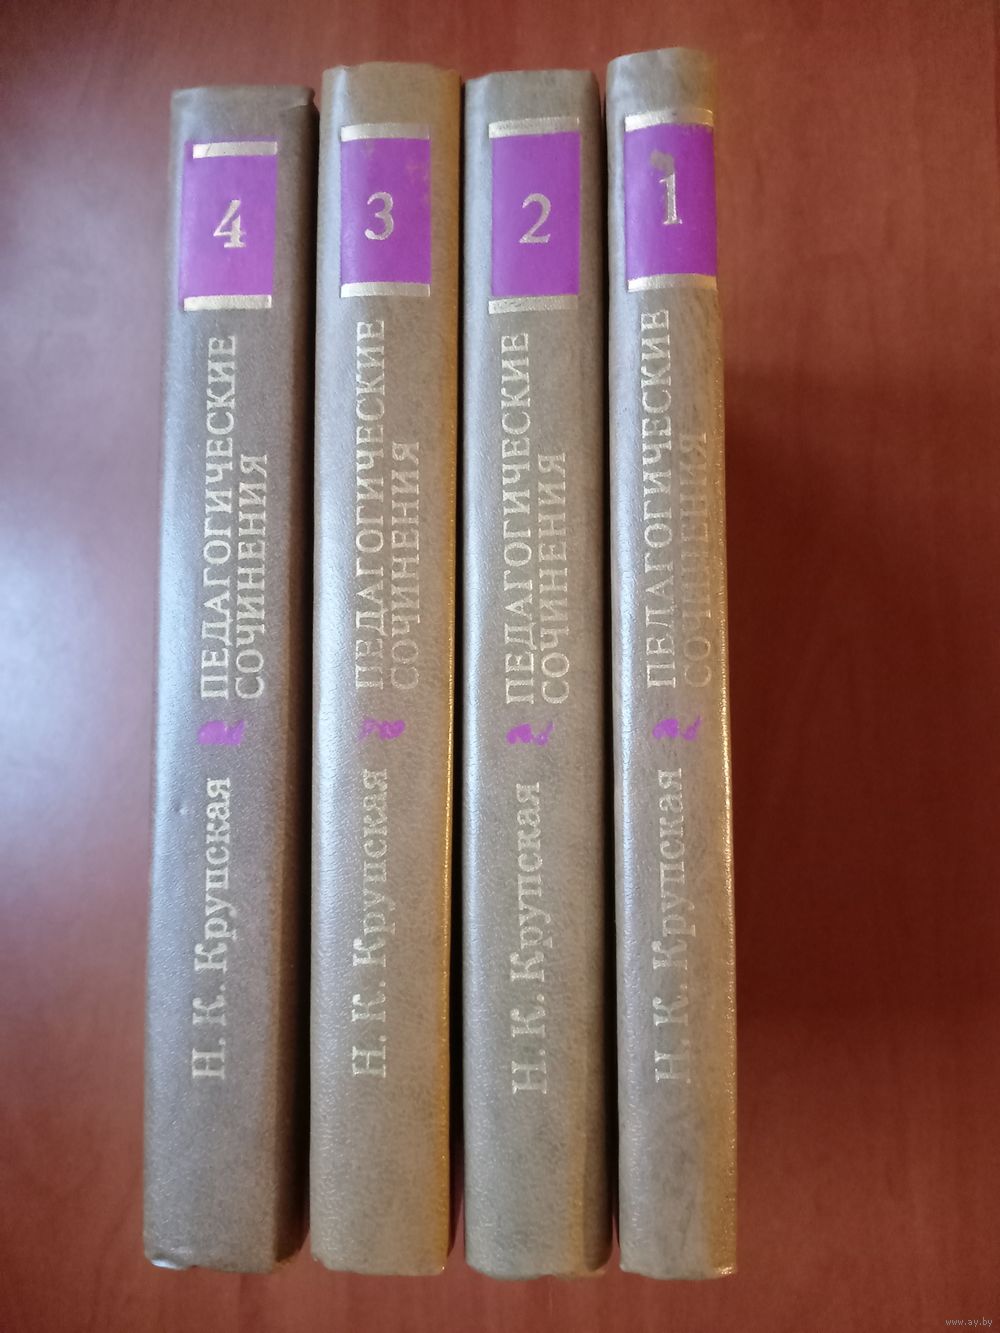 4
ПЕДАГОГИЧЕСКИЕ
СОЧИНЕНИЯ
Н. К. Крупская
3
ПЕДАГОГИЧЕСКИЕ
СОЧИНЕНИЯ
Н. К. Крупская
2
ПЕДАГОГИЧЕСКИЕ
СОЧИНЕНИЯ
Н. К. Крупская
1
ПЕДАГОГИЧЕСКИЕ
СОЧИНЕНИЯ
Н. К. Крупская
www.ay.by